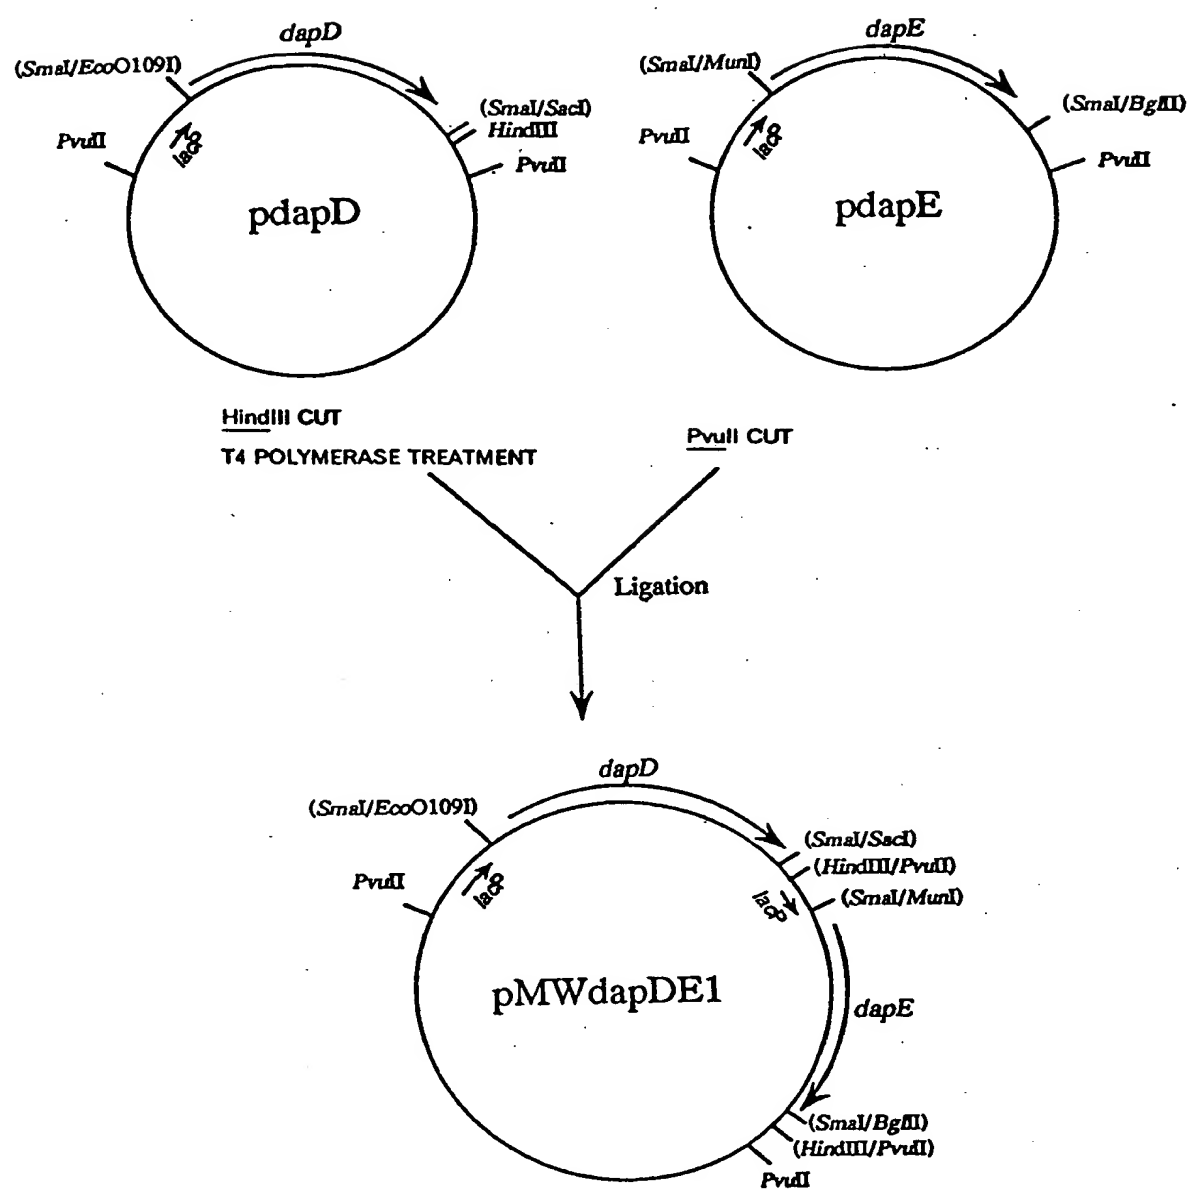 dapD
(SmaI/EcoO109I)
(SmaI/SacI)
HindIII
PvuII
PvuII
lacP
pdapD
dapE
(SmaI/MunI)
(SmaI/BglII)
PvuII
PvuII
lacP
pdapE
HindIII CUT
T4 POLYMERASE TREATMENT
PvuII CUT
Ligation
dapD
(SmaI/EcoO109I)
(SmaI/SacI)
(HindIII/PvuII)
(SmaI/MunI)
PvuII
lacP
lacP
pMWdapDE1
dapE
(SmaI/BglII)
(HindIII/PvuII)
PvuII